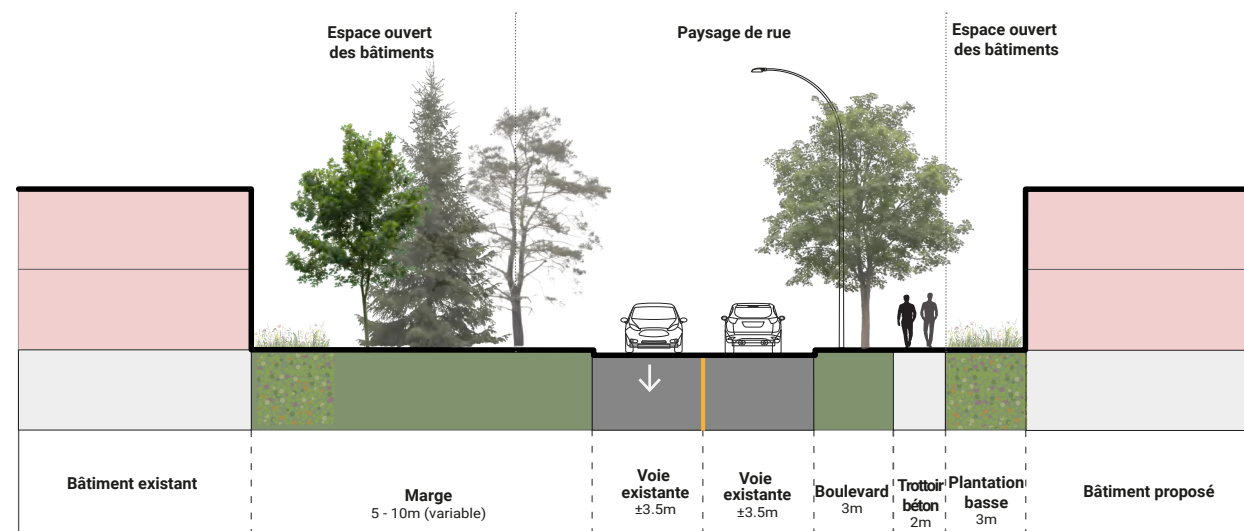 Espace ouvert
des bâtiments
Paysage de rue
Espace ouvert
des bâtiments
Bâtiment existant
Marge
5 - 10m (variable)
Voie
existante
±3.5m
Voie
existante
±3.5m
Boulevard
3m
Trottoir
béton
2m
Plantation
basse
3m
Bâtiment proposé